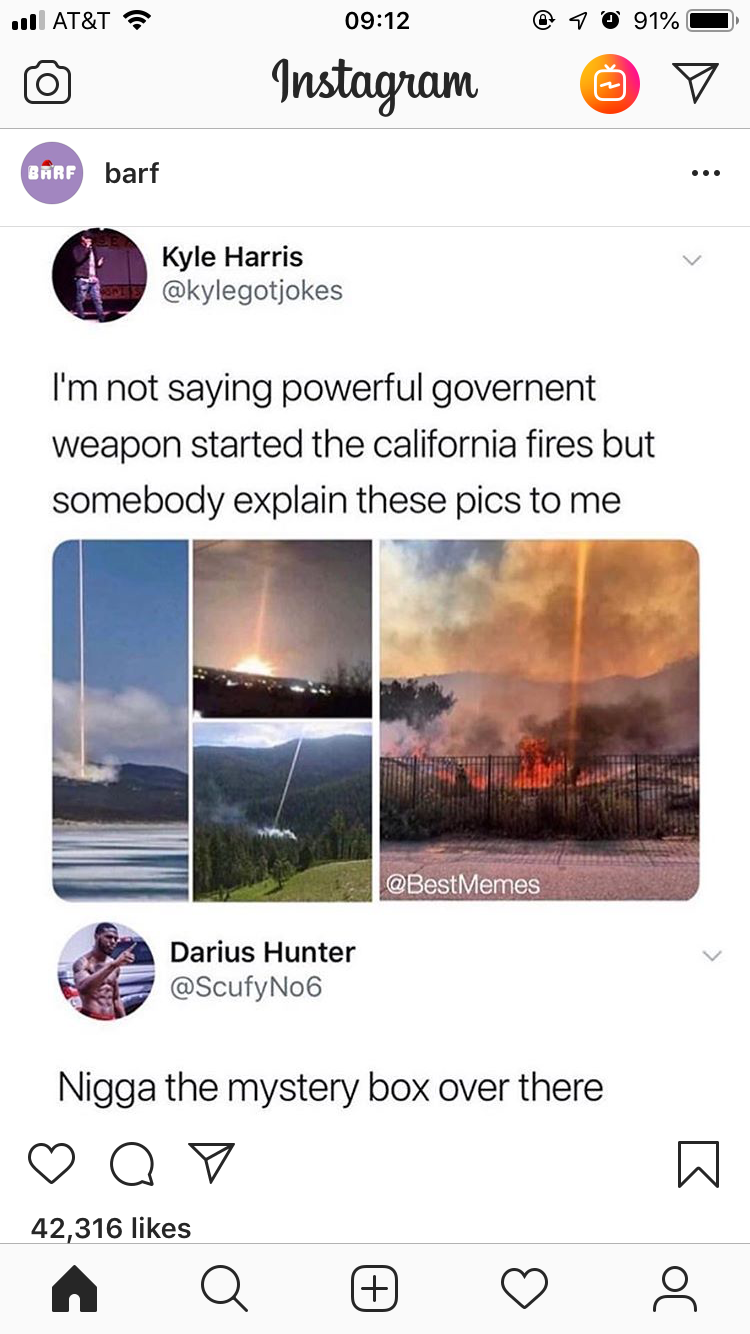 AT&T
09:12
91%
Instagram
BARF
barf
Kyle Harris
@kylegotjokes
I'm not saying powerful governent
weapon started the california fires but
somebody explain these pics to me
@BestMemes
Darius Hunter
@ScufyNo6
Nigga the mystery box over there
42,316 likes